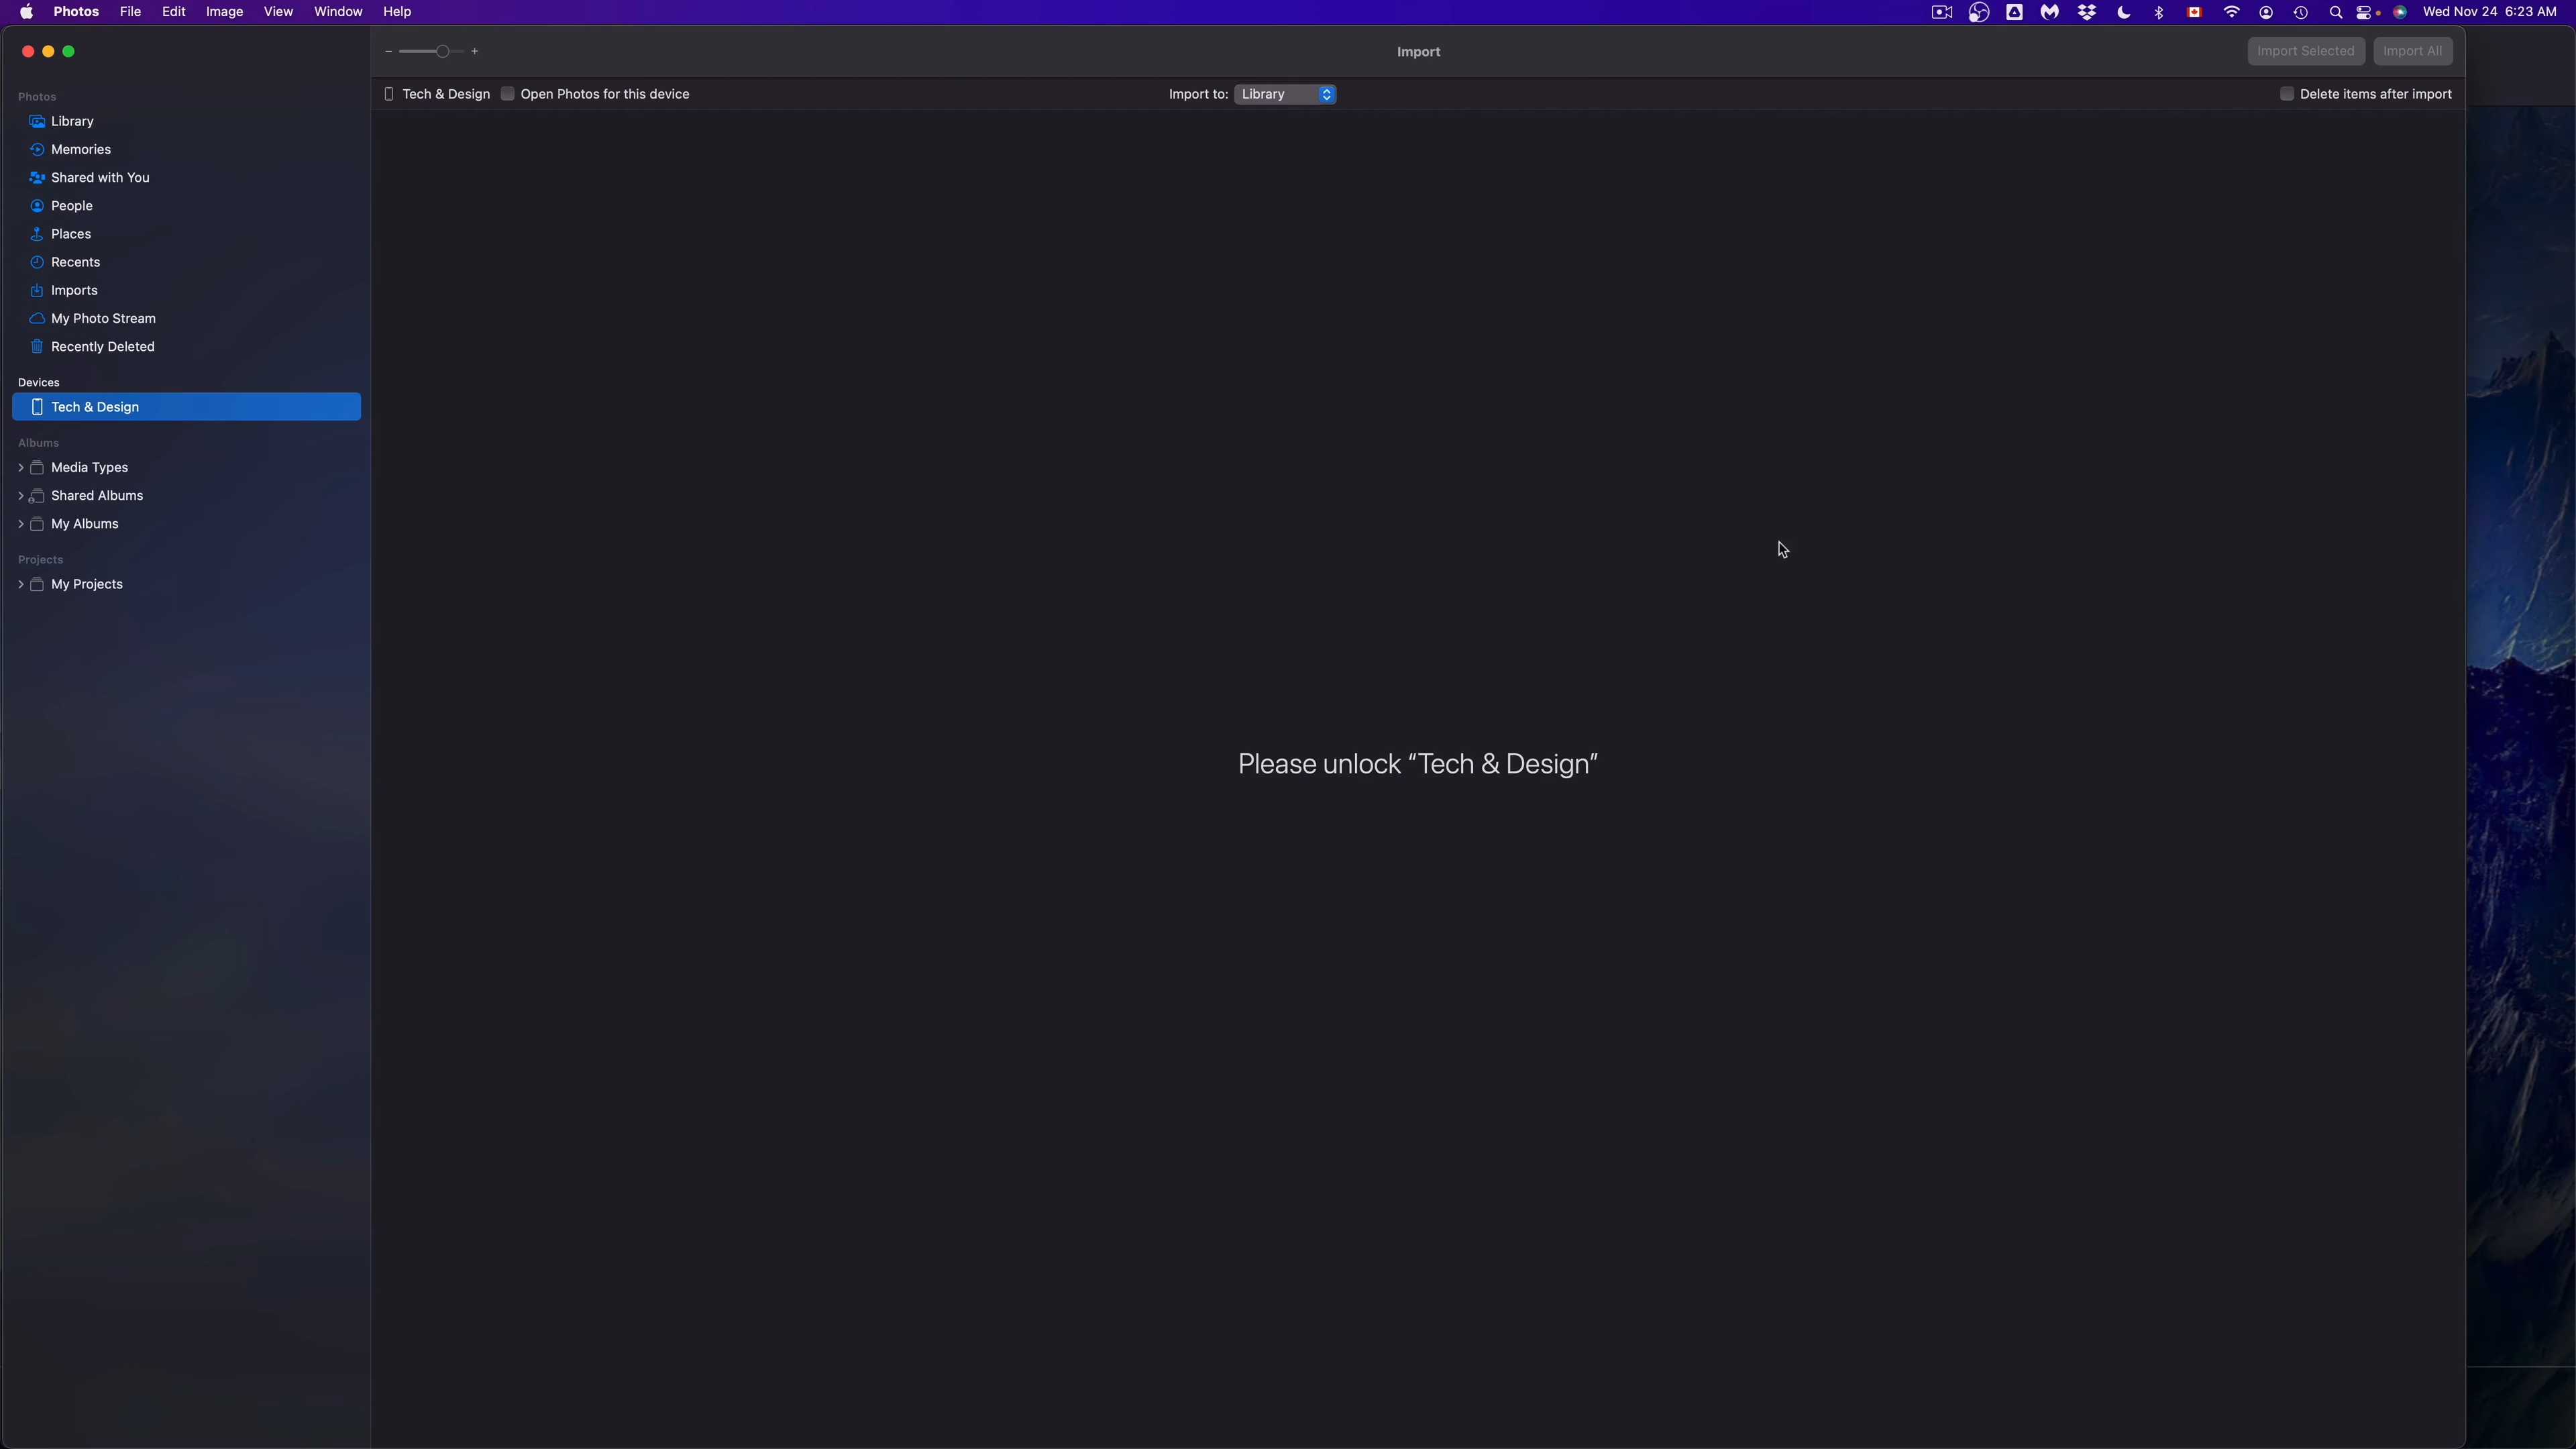 Photos File Edit Image View Window Help
Wed Nov 24 6:23 AM
Import
Import Selected
Import All
Tech & Design
Open Photos for this device
Import to: Library
Delete items after import
Photos
Library
Memories
Shared with You
People
Places
Recents
Imports
My Photo Stream
Recently Deleted
Devices
Tech & Design
Albums
Media Types
Shared Albums
My Albums
Projects
My Projects
Please unlock “Tech & Design”